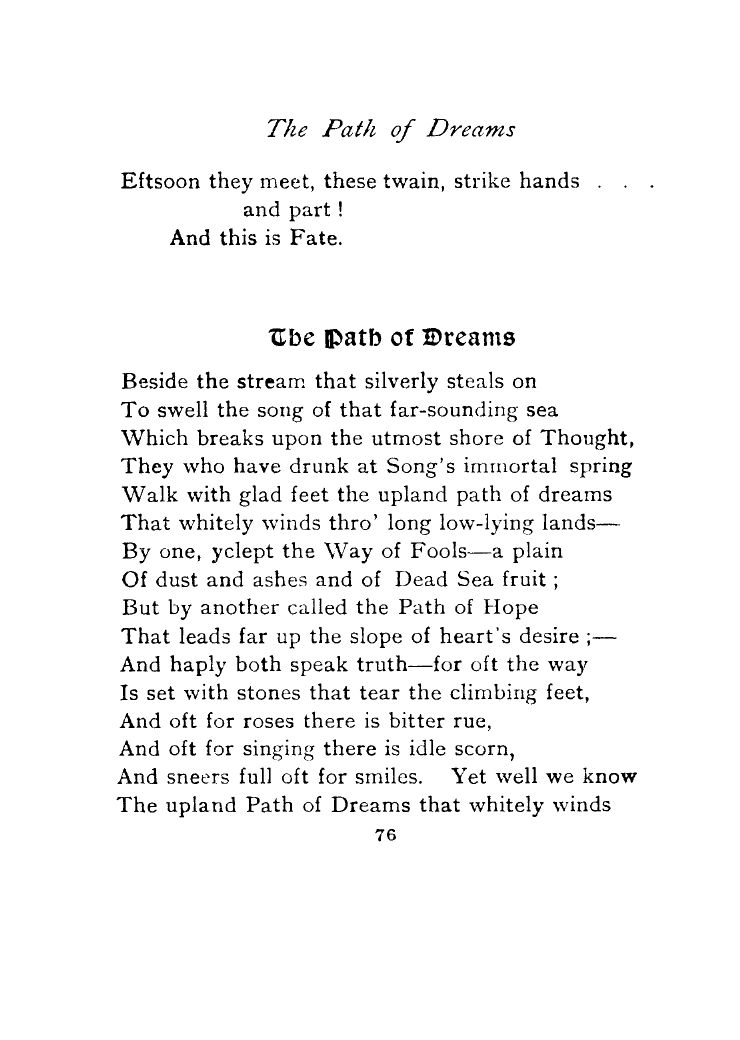 The Path of Dreams
Eftsoon they meet, these twain, strike hands . . .
and part !
And this is Fate.
The Path of Dreams
Beside the stream that silverly steals on
To swell the song of that far-sounding sea
Which breaks upon the utmost shore of Thought,
They who have drunk at Song's immortal spring
Walk with glad feet the upland path of dreams
That whitely winds thro' long low-lying lands—
By one, yclept the Way of Fools—a plain
Of dust and ashes and of Dead Sea fruit ;
But by another called the Path of Hope
That leads far up the slope of heart's desire ;—
And haply both speak truth—for oft the way
Is set with stones that tear the climbing feet,
And oft for roses there is bitter rue,
And oft for singing there is idle scorn,
And sneers full oft for smiles. Yet well we know
The upland Path of Dreams that whitely winds
76